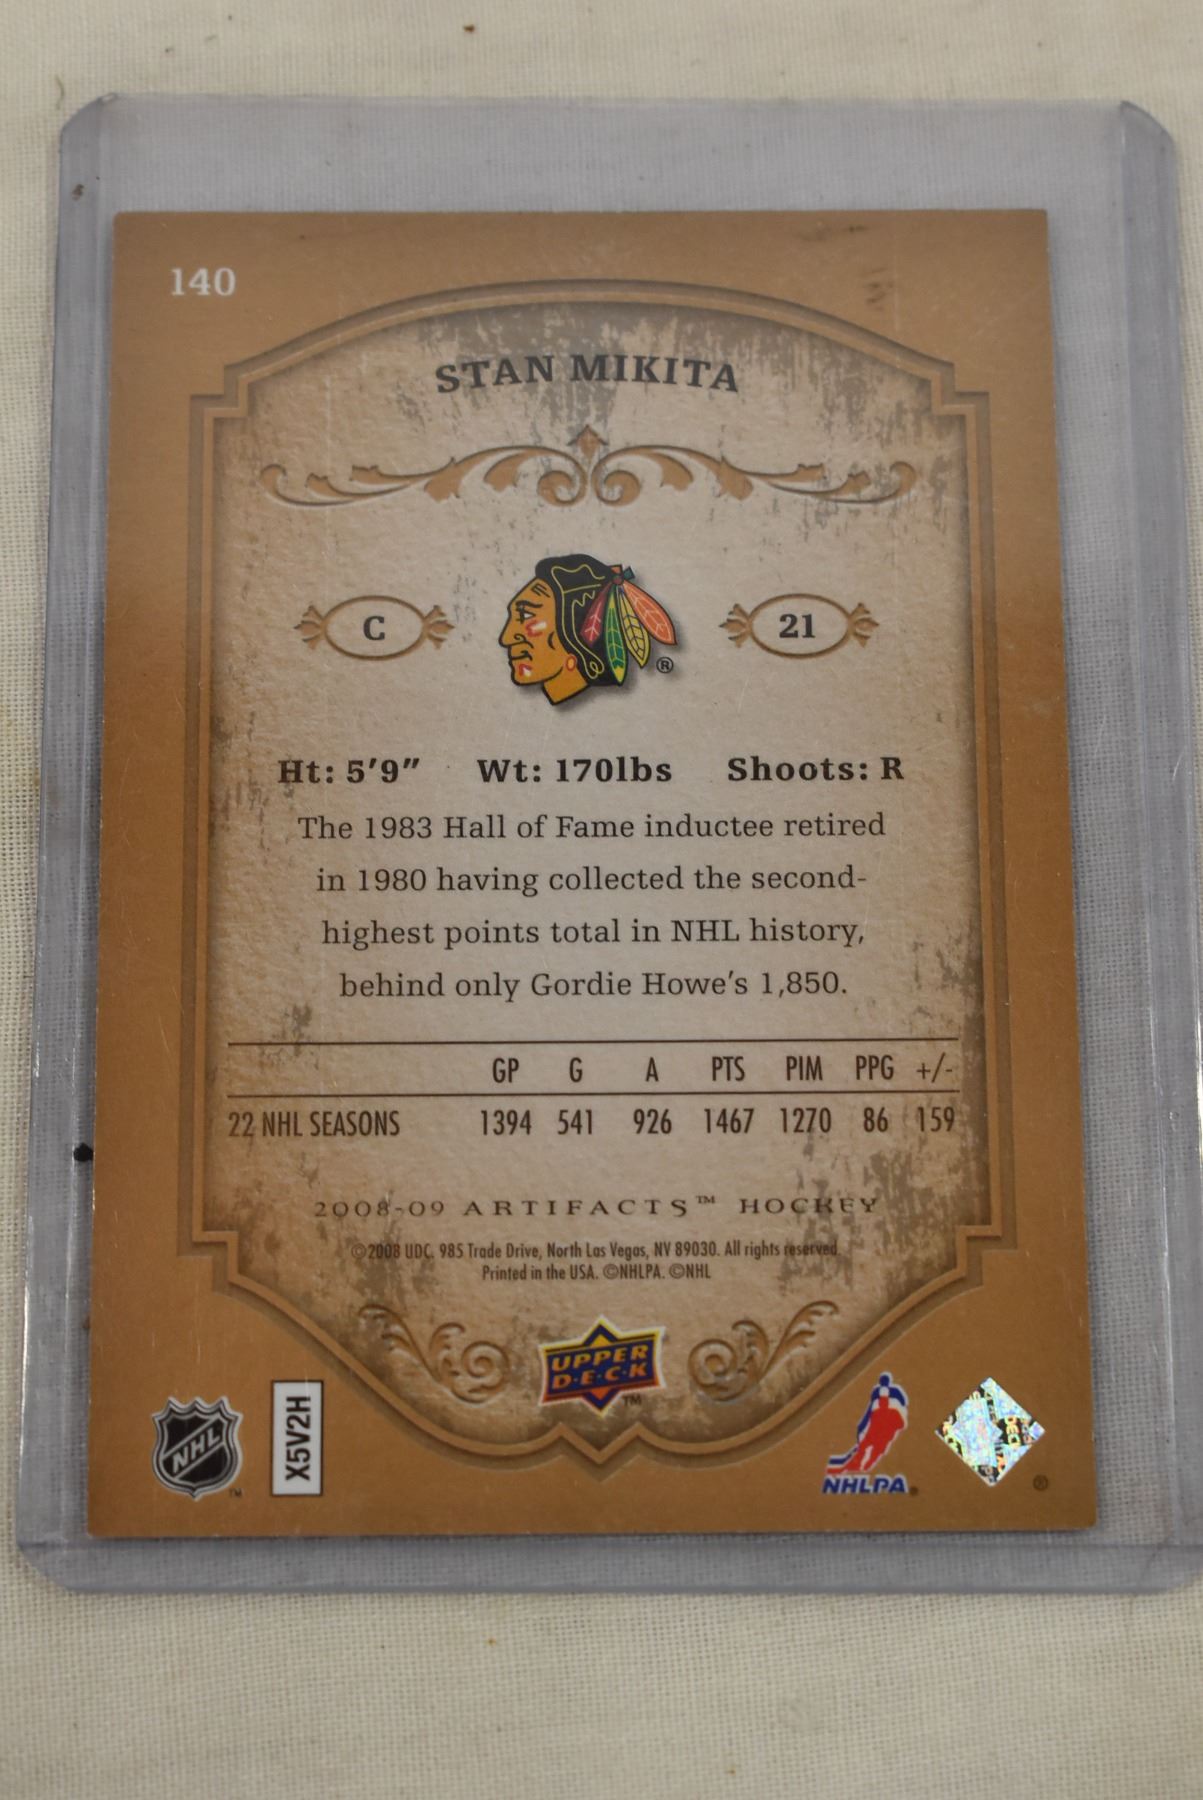 140
STAN MIKITA
C
21
®
Ht: 5'9" Wt: 170lbs Shoots: R
The 1983 Hall of Fame inductee retired
in 1980 having collected the second-
highest points total in NHL history,
behind only Gordie Howe's 1,850.
GP G A PTS PIM PPG +/-
22 NHL SEASONS 1394 541 926 1467 1270 86 159
2008-09 ARTIFACTS™ HOCKEY
©2008 UDC. 985 Trade Drive, North Las Vegas, NV 89030. All rights reserved.
Printed in the USA. ©NHLPA. ©NHL
UPPER
D·E·C·K
™
NHL
™
X5V2H
NHLPA®
DEC
®